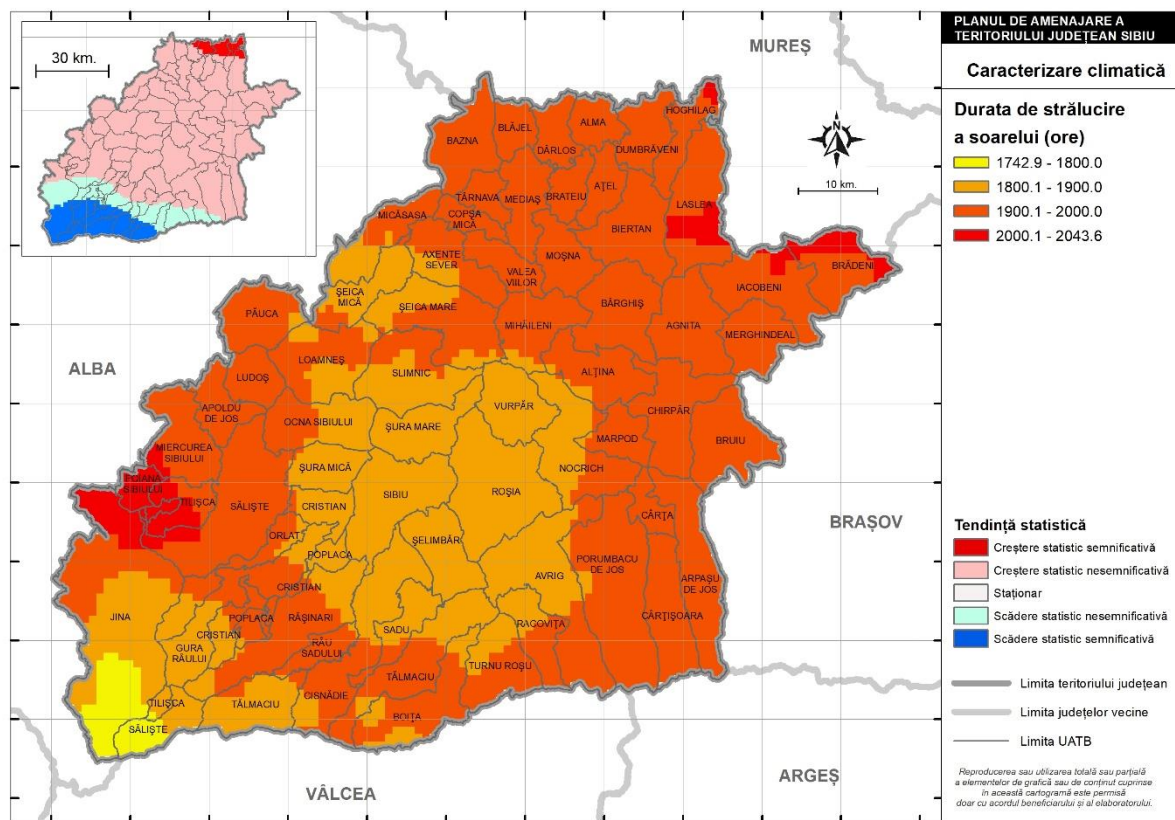 30 km.
PLANUL DE AMENAJARE A
TERITORIULUI JUDEȚEAN SIBIU
Caracterizare climatică
Durata de strălucire
a soarelui (ore)
1742.9 - 1800.0
1800.1 - 1900.0
1900.1 - 2000.0
2000.1 - 2043.6
MUREȘ
N
10 km.
HOGHILAG
ALMA
BLĂJEL
BAZNA
DÂRLOS
DUMBRĂVENI
AȚEL
TÂRNAVA
MEDIAȘ
BRATEIU
LASLEA
MICĂSASA
COPȘA
MICĂ
BIERTAN
AXENTE
SEVER
MOȘNA
BRĂDENI
VALEA
VIILOR
IACOBENI
ȘEICA
MICĂ
ȘEICA MARE
BÂRGHIȘ
PĂUCA
MIHĂILENI
AGNITA
MERGHINDEAL
ALBA
LOAMNEȘ
SLIMNIC
ALȚINA
LUDOȘ
APOLDU
DE JOS
VURPĂR
CHIRPĂR
OCNA SIBIULUI
ȘURA MARE
MARPOD
BRUIU
MIERCUREA
SIBIULUI
ȘURA MICĂ
NOCRICH
POIANA
SIBIULUI
SIBIU
ROȘIA
TILIȘCA
SĂLIȘTE
CRISTIAN
CÂRȚA
BRAȘOV
ORLAT
ȘELIMBĂR
POPLACA
PORUMBACU
DE JOS
AVRIG
ARPAȘU
DE JOS
CRISTIAN
JINA
POPLACA
RĂȘINARI
RACOVIȚA
CÂRȚIȘOARA
CRISTIAN
SADU
GURA
RÂULUI
RÂU
SADULUI
TURNU ROȘU
TĂLMACIU
CISNĂDIE
TILIȘCA
TĂLMACIU
BOIȚA
SĂLIȘTE
VÂLCEA
ARGEȘ
Tendință statistică
Creștere statistic semnificativă
Creștere statistic nesemnificativă
Staționar
Scădere statistic nesemnificativă
Scădere statistic semnificativă
Limita teritoriului județean
Limita județelor vecine
Limita UATB
Reproducerea sau utilizarea totală sau parțială
a elementelor de grafică sau de conținut cuprinse
în această cartogramă este permisă
doar cu acordul beneficiarului și al elaboratorului.